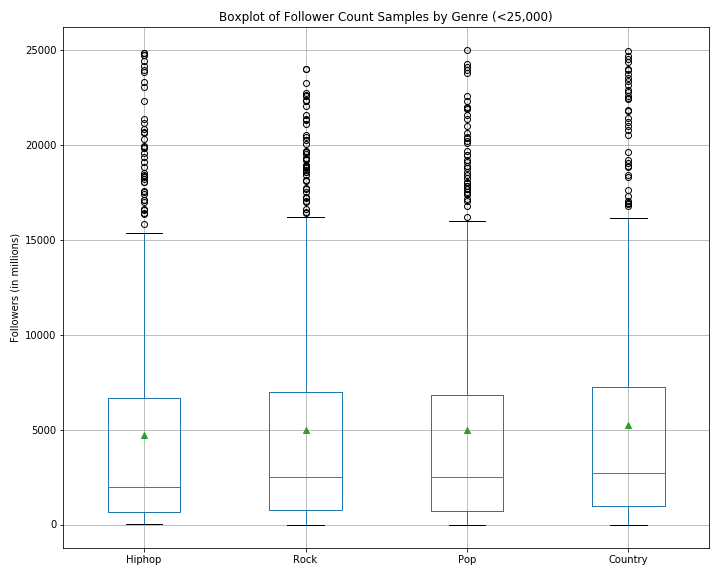 Boxplot of Follower Count Samples by Genre (<25,000)
Followers (in millions)
25000
20000
15000
10000
5000
0
Hiphop Rock Pop Country